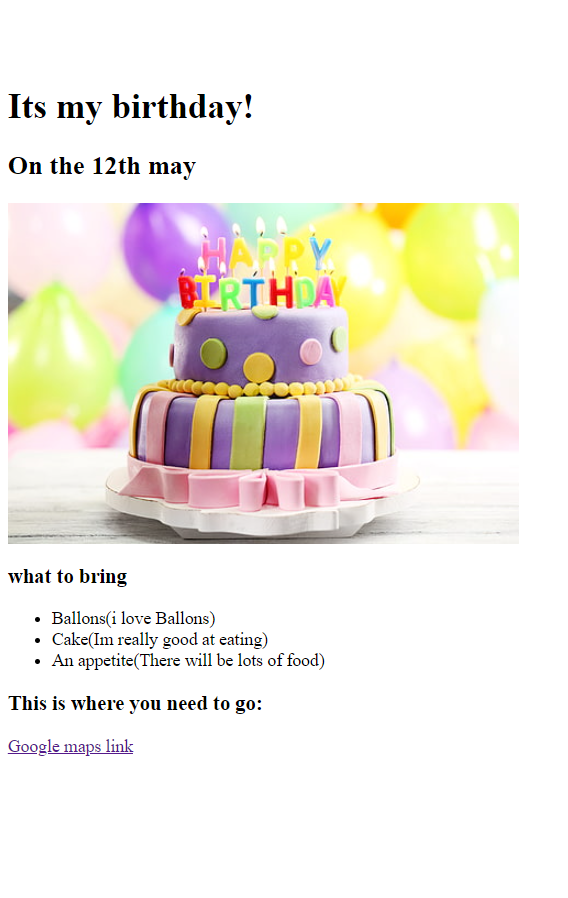 Its my birthday!
On the 12th may
HAPPY
BIRTHDAY
what to bring
Ballons(i love Ballons)
Cake(Im really good at eating)
An appetite(There will be lots of food)
This is where you need to go:
Google maps link